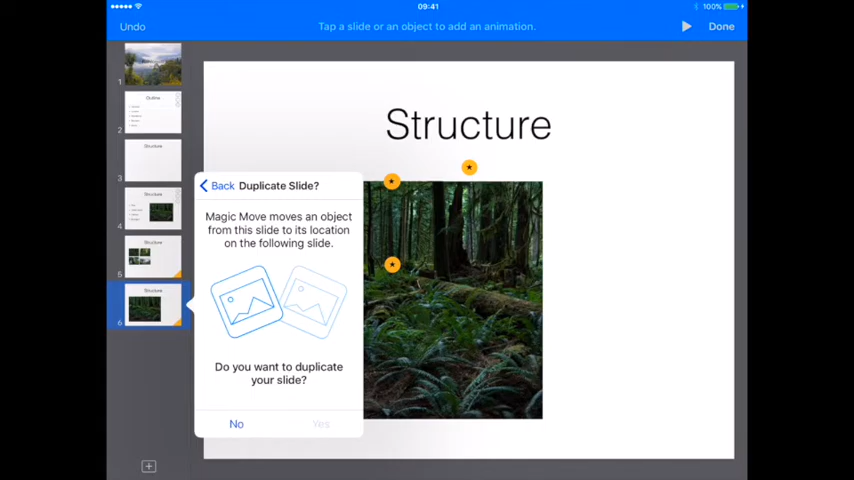 09:41
100%
Undo
Tap a slide or an object to add an animation.
Done
1
Outline
2
Structure
3
Structure
4
Structure
5
Structure
6
Structure
Back
Duplicate Slide?
Magic Move moves an object
from this slide to its location
on the following slide.
Do you want to duplicate
your slide?
No
Yes